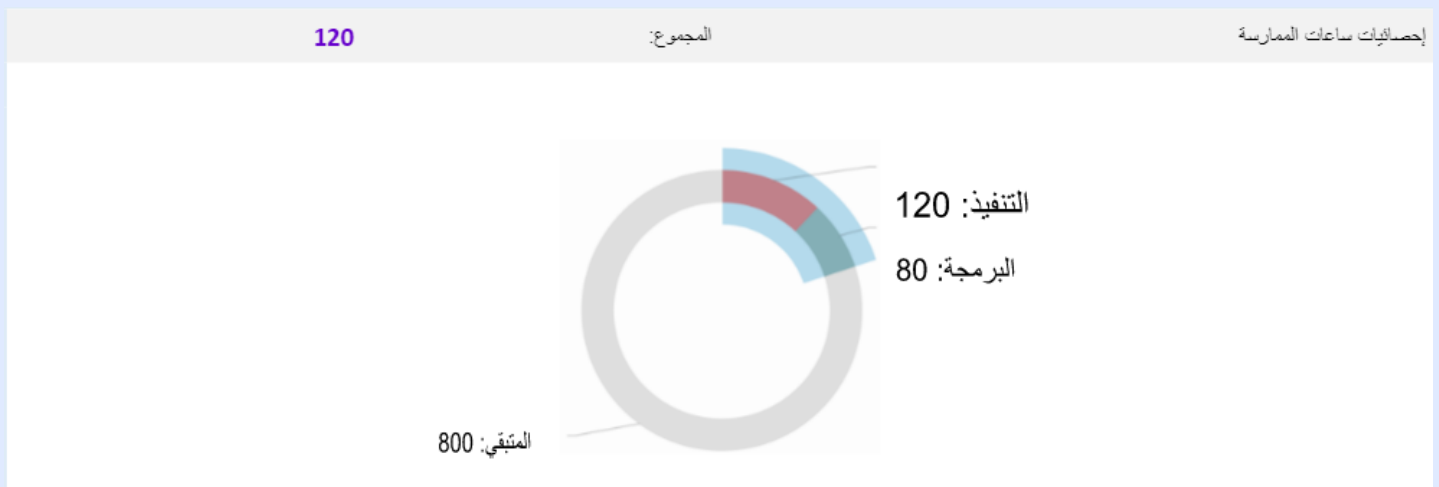 إحصائيات ساعات الممارسة
المجموع:
120
التنفيذ: 120
البرمجة: 80
المتبقي: 800